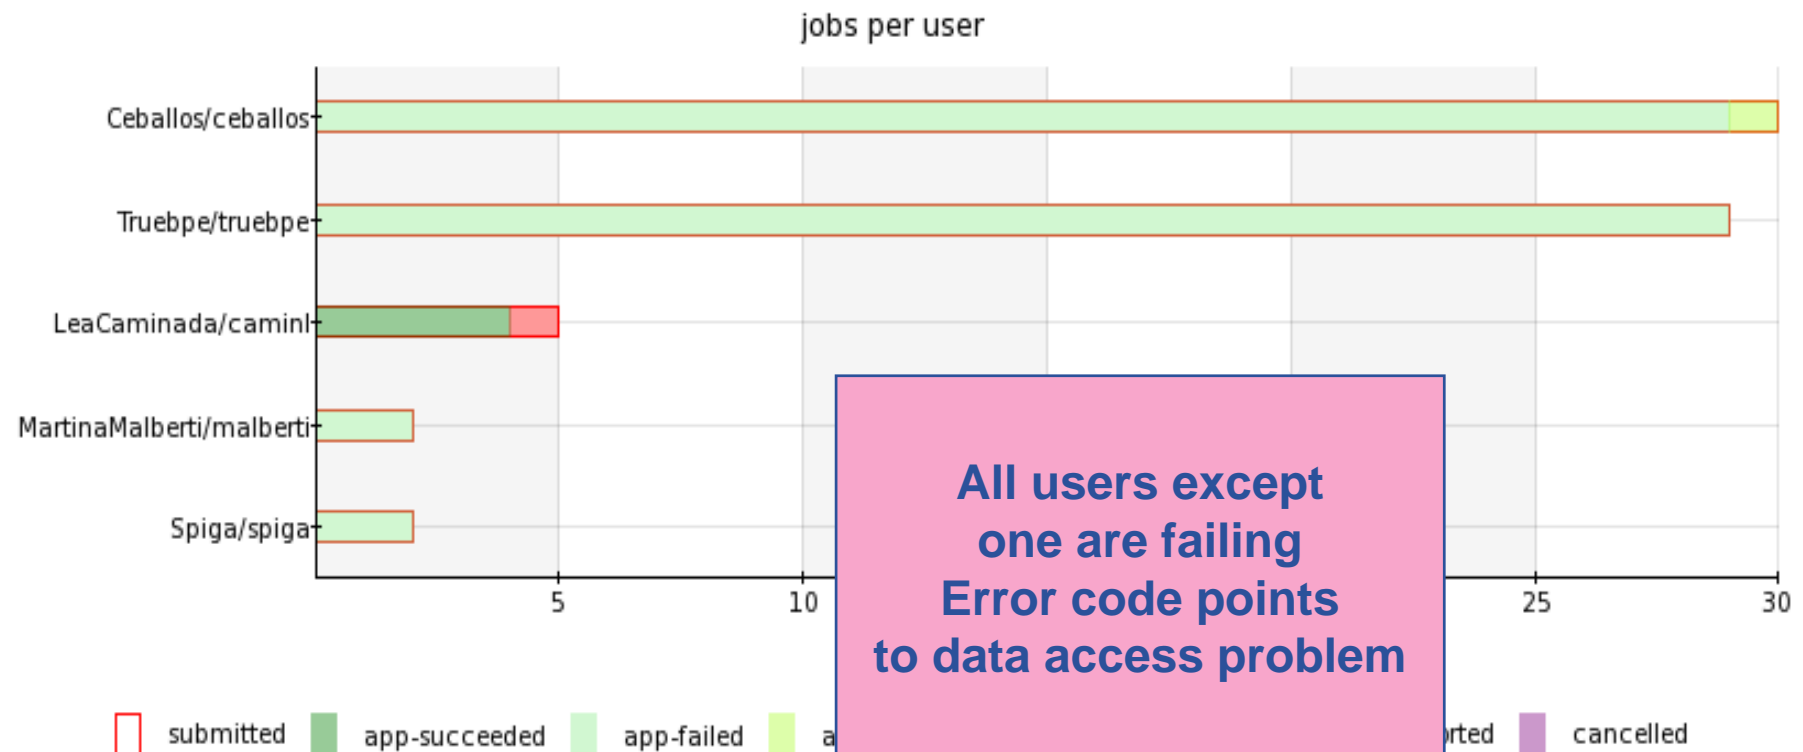 jobs per user
Ceballos/ceballos
Truebpe/truebpe
LeaCaminada/caminl
MartinaMalberti/malberti
Spiga/spiga
5 10 25 30
All users except
one are failing
Error code points
to data access problem
submitted app-succeeded app-failed cancelled